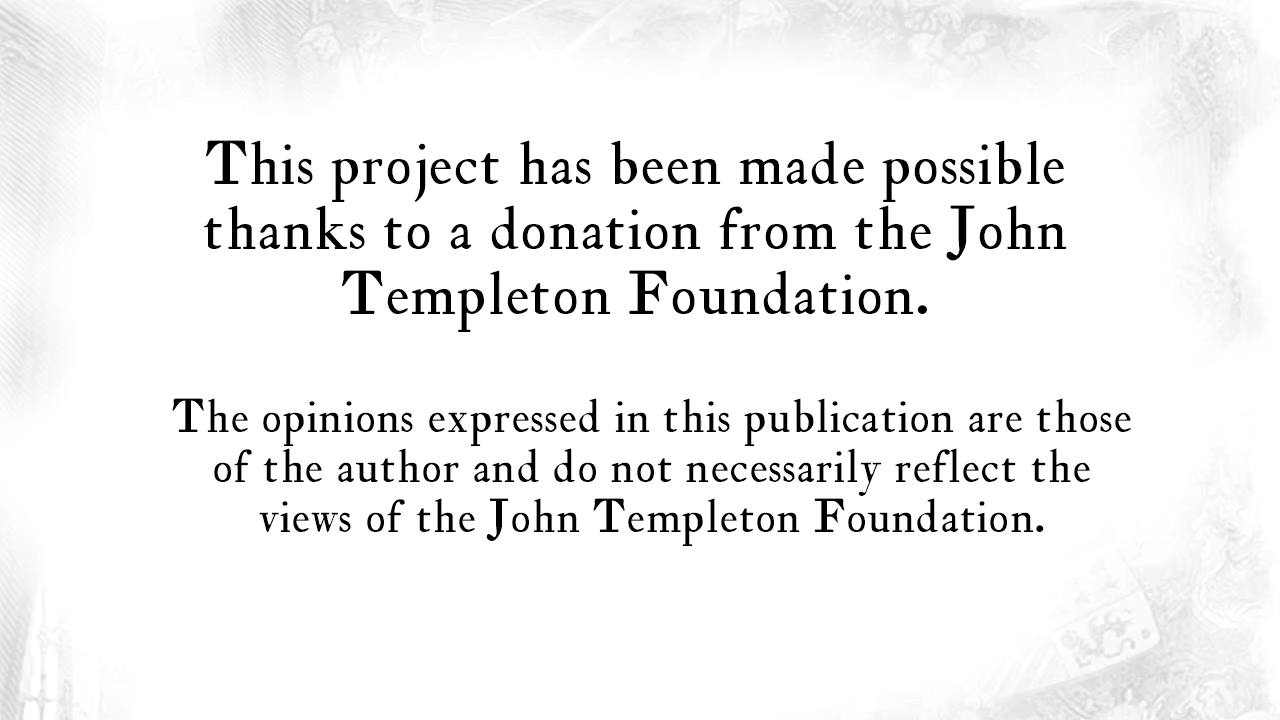 This project has been made possible
thanks to a donation from the John
Templeton Foundation.
The opinions expressed in this publication are those
of the author and do not necessarily reflect the
views of the John Templeton Foundation.